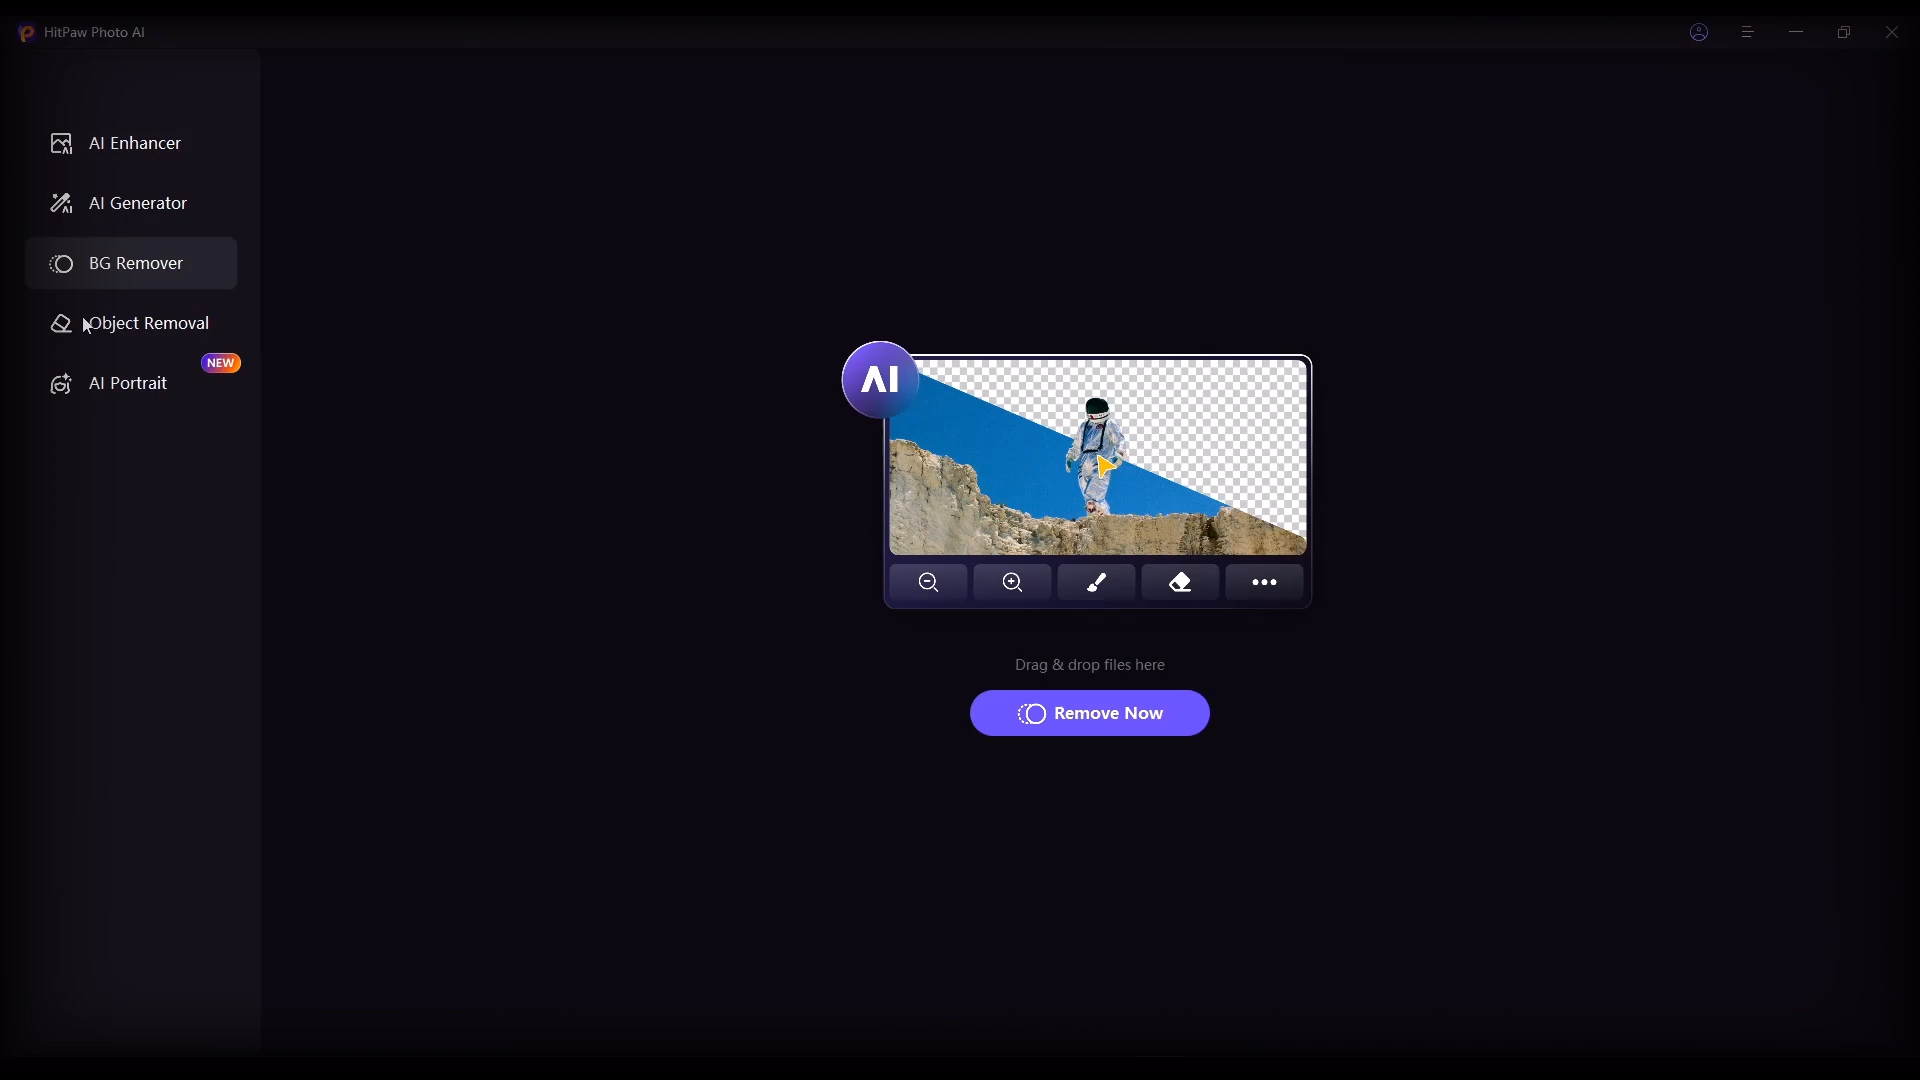 HitPaw Photo AI
AI Enhancer
AI Generator
BG Remover
Object Removal
NEW
AI Portrait
AI
Drag & drop files here
Remove Now